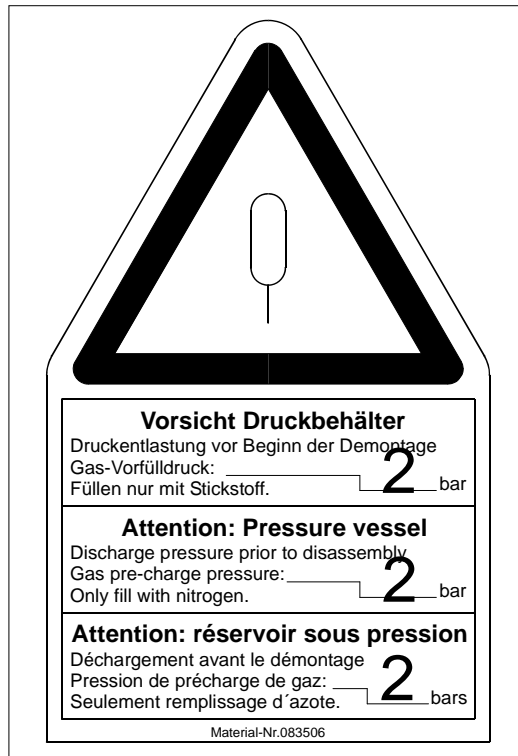 Vorsicht Druckbehälter
Druckentlastung vor Beginn der Demontage
Gas-Vorfülldruck: 2 bar
Füllen nur mit Stickstoff.
Attention: Pressure vessel
Discharge pressure prior to disassembly
Gas pre-charge pressure: 2 bar
Only fill with nitrogen.
Attention: réservoir sous pression
Déchargement avant le démontage
Pression de précharge de gaz: 2 bars
Seulement remplissage d´azote.
Material-Nr.083506